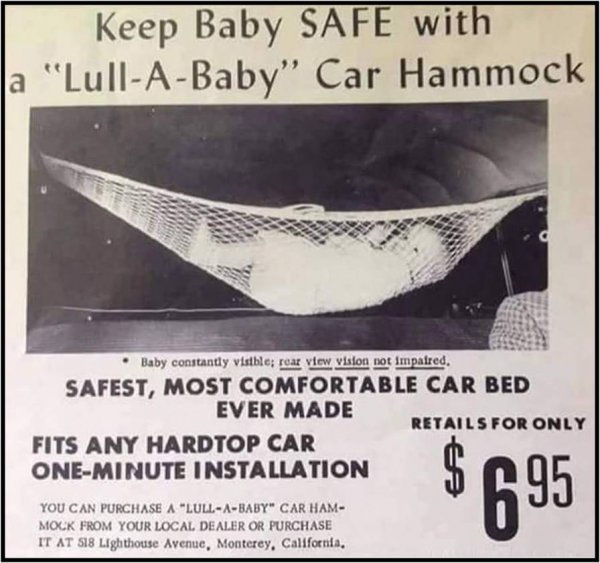 Keep Baby SAFE with
a "Lull-A-Baby" Car Hammock
* Baby constantly visible; rear view vision not impaired.
SAFEST, MOST COMFORTABLE CAR BED
EVER MADE
RETAILS FOR ONLY
$6.95
FITS ANY HARDTOP CAR
ONE-MINUTE INSTALLATION
YOU CAN PURCHASE A "LULL-A-BABY" CAR HAM-
MOCK FROM YOUR LOCAL DEALER OR PURCHASE
IT AT 518 Lighthouse Avenue, Monterey, California.